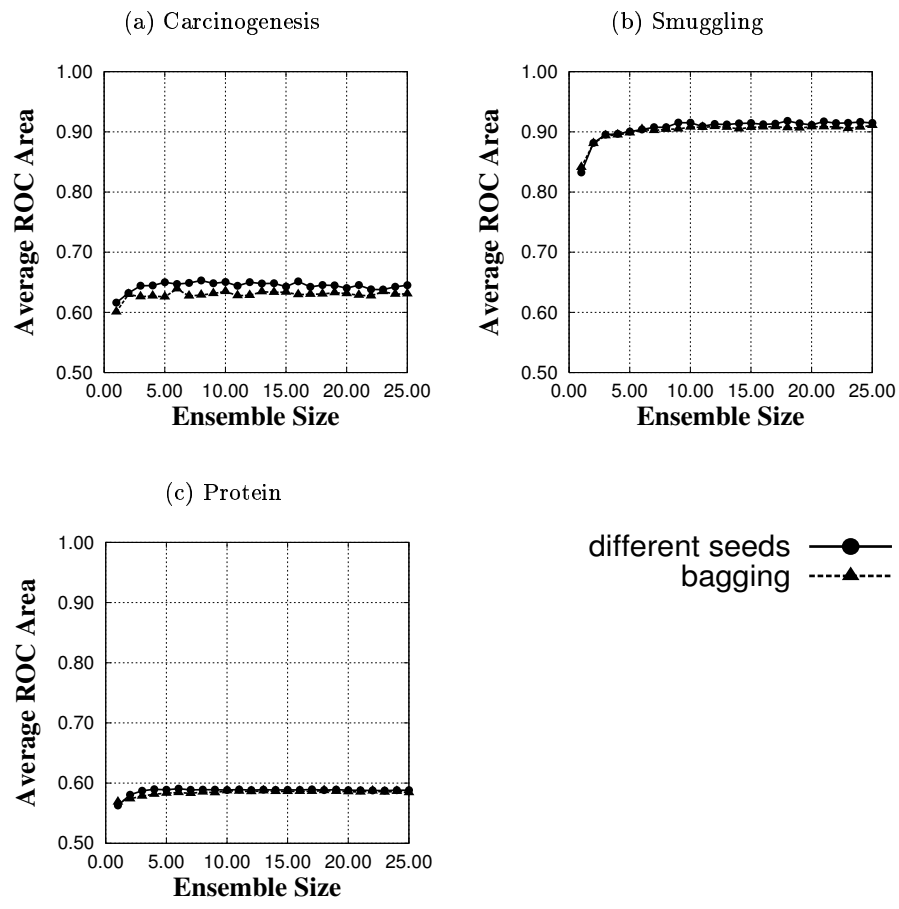 (a) Carcinogenesis
1.00
0.90
0.80
0.70
0.60
0.50
0.00 5.00 10.00 15.00 20.00 25.00
Average ROC Area
Ensemble Size
(b) Smuggling
1.00
0.90
0.80
0.70
0.60
0.50
0.00 5.00 10.00 15.00 20.00 25.00
Average ROC Area
Ensemble Size
(c) Protein
1.00
0.90
0.80
0.70
0.60
0.50
0.00 5.00 10.00 15.00 20.00 25.00
Average ROC Area
Ensemble Size
different seeds
bagging